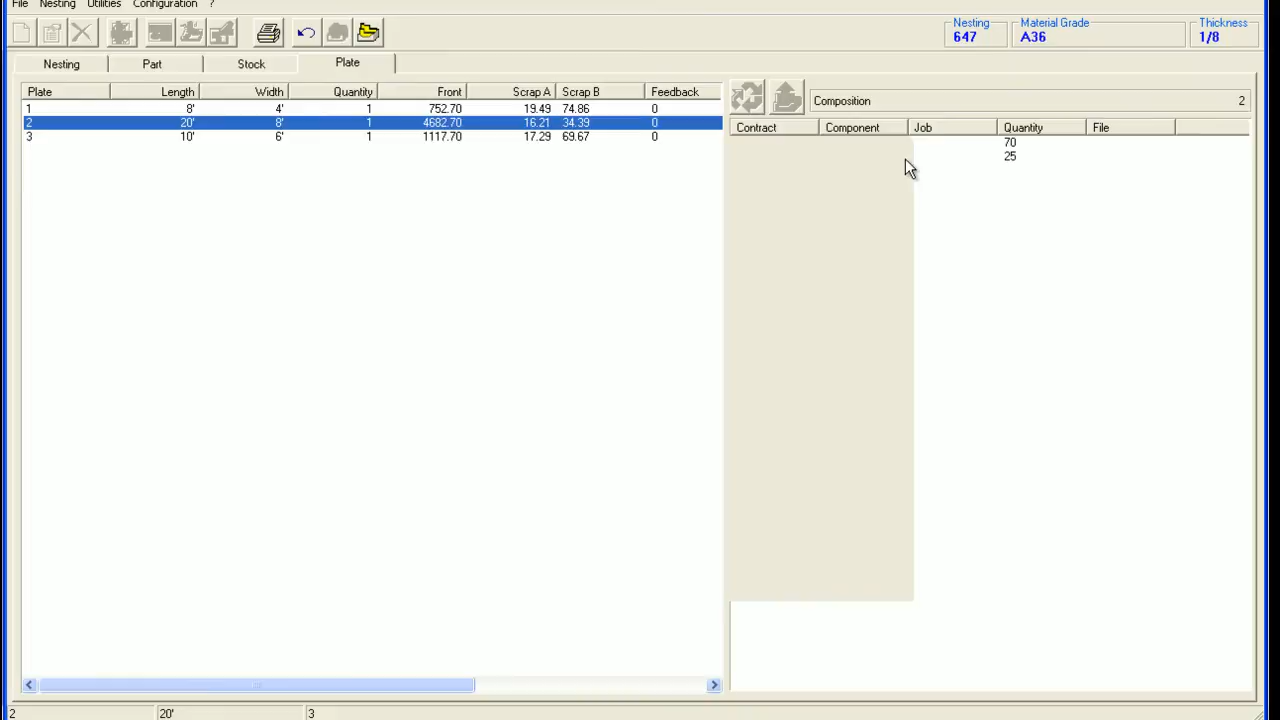 File Nesting Utilities Configuration ?
Nesting Material Grade Thickness
647 A36 1/8
Nesting Part Stock Plate
Plate Length Width Quantity Front Scrap A Scrap B Feedback
1 8' 4' 1 752.70 19.49 74.86 0
2 20' 8' 1 4682.70 16.21 34.39 0
3 10' 6' 1 1117.70 17.29 69.67 0
Composition 2
Contract Component Job Quantity File
70
25
2 20' 3